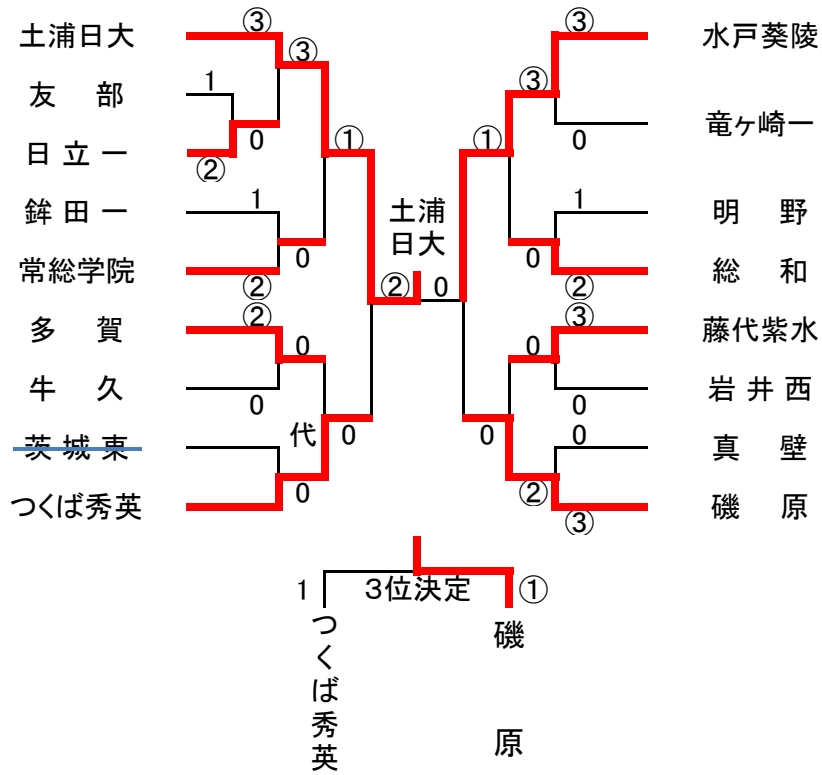 土浦日大
友 部
日 立 一
鉾 田 一
常総学院
多 賀
牛 久
茨 城 東
つくば秀英
③
1
②
1
②
②
0
③
0
0
0
代
0
①
0
土浦
日大
②
0
①
0
③
0
0
②
③
0
1
②
③
0
0
③
水戸葵陵
竜ヶ崎一
明 野
総 和
藤代紫水
岩 井 西
真 壁
磯 原
1
3位決定
①
つくば秀英
磯 原